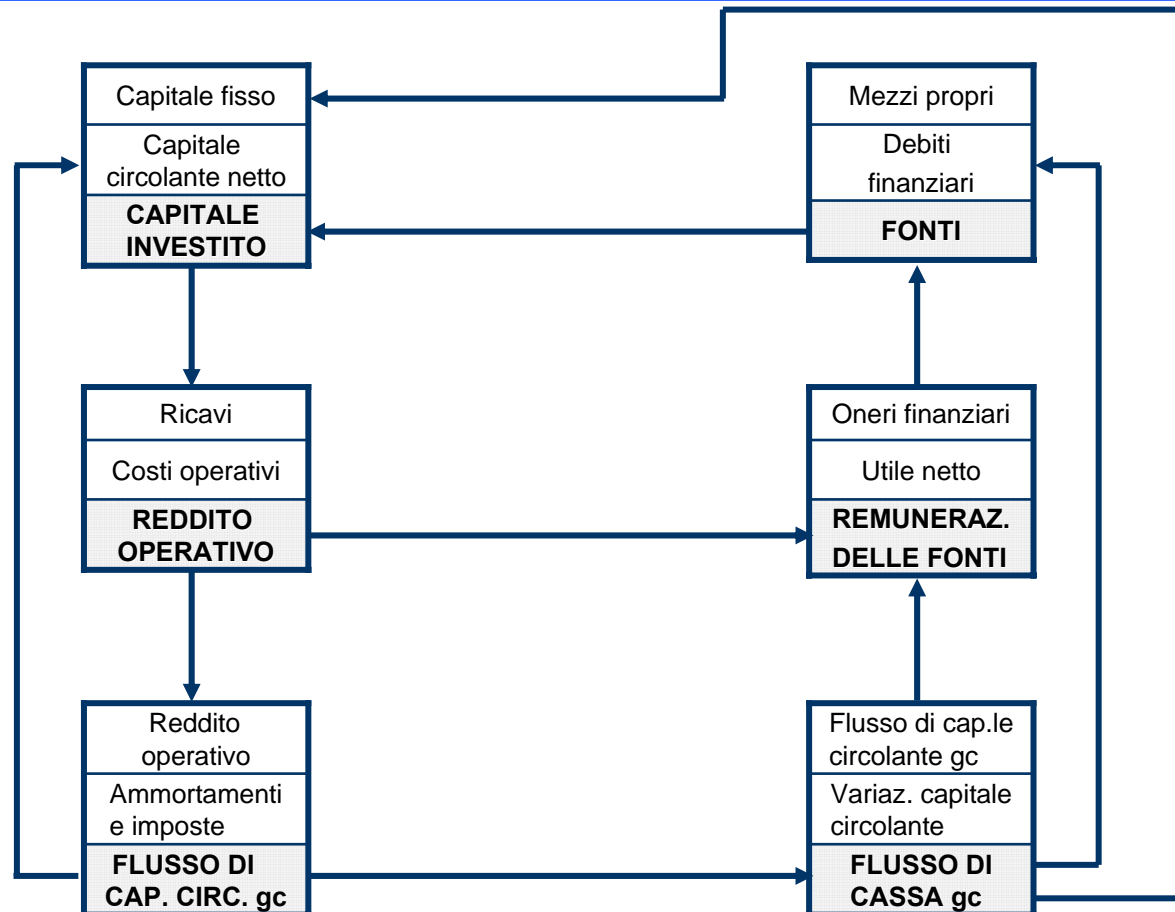 Capitale fisso
Capitale
circolante netto
CAPITALE
INVESTITO
Mezzi propri
Debiti
finanziari
FONTI
Ricavi
Costi operativi
REDDITO
OPERATIVO
Oneri finanziari
Utile netto
REMUNERAZ.
DELLE FONTI
Reddito
operativo
Ammortamenti
e imposte
FLUSSO DI
CAP. CIRC. gc
Flusso di cap.le
circolante gc
Variaz. capitale
circolante
FLUSSO DI
CASSA gc